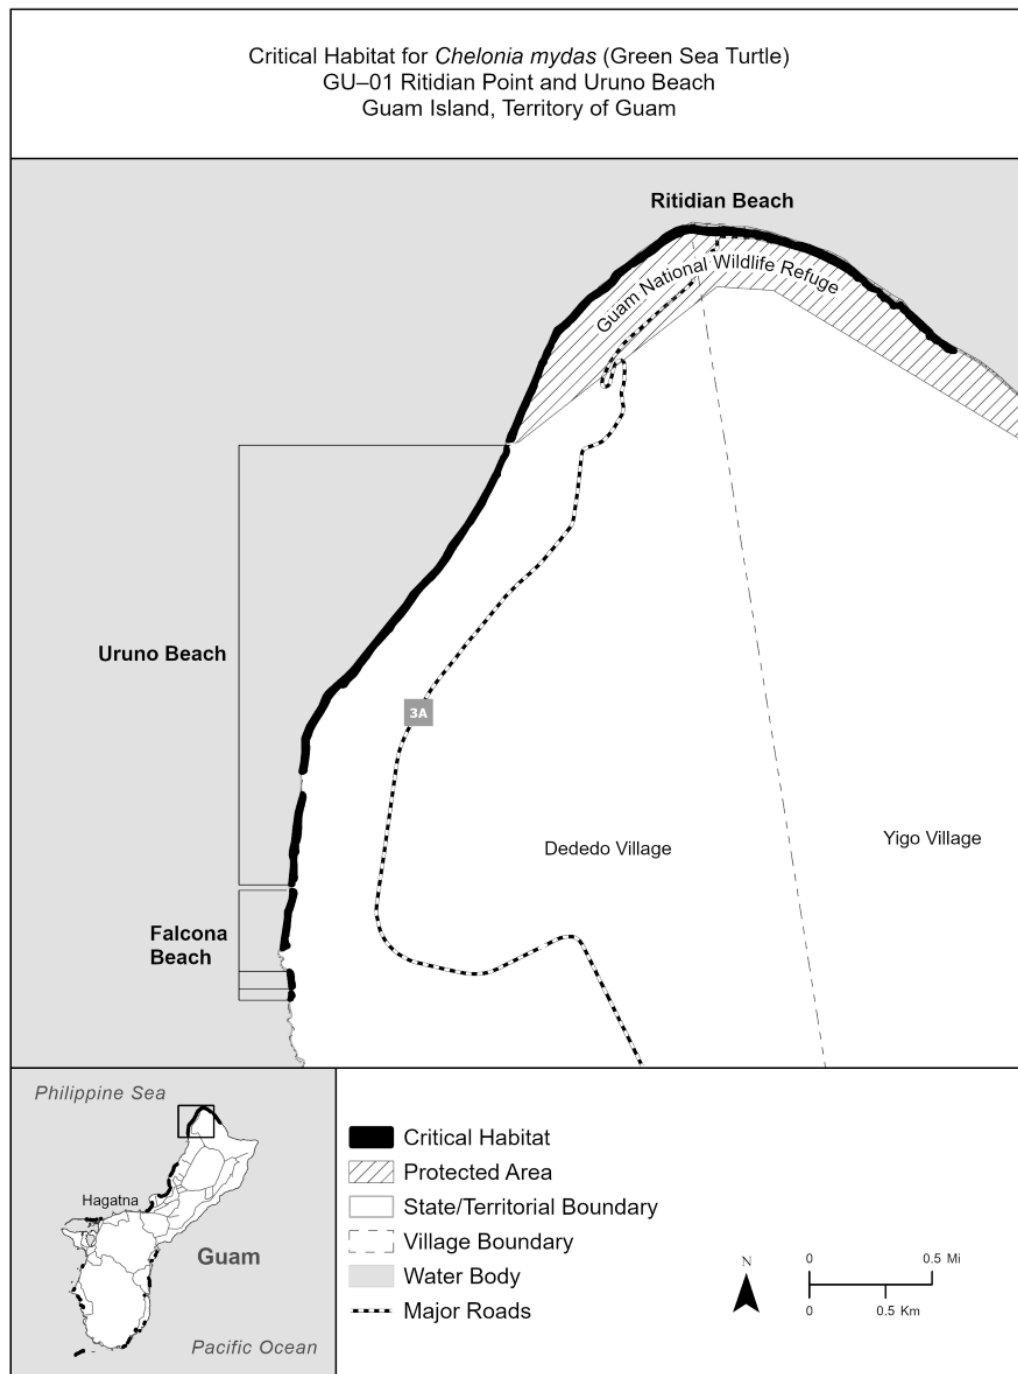 Critical Habitat for Chelonia mydas (Green Sea Turtle)
GU–01 Ritidian Point and Uruno Beach
Guam Island, Territory of Guam
Ritidian Beach
Guam National Wildlife Refuge
Uruno Beach
3A
Dededo Village
Yigo Village
Falcona
Beach
Philippine Sea
Hagatna
Guam
Pacific Ocean
Critical Habitat
Protected Area
State/Territorial Boundary
Village Boundary
Water Body
Major Roads
N
0 0.5 Mi
0 0.5 Km